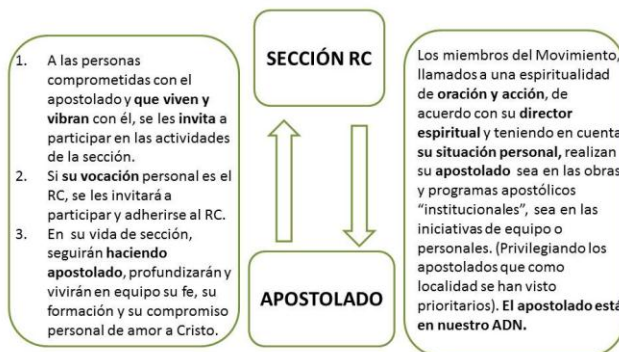 1. A las personas
comprometidas con el
apostolado y que viven y
vibran con él, se les invita a
participar en las actividades
de la sección.
2. Si su vocación personal es el
RC, se les invitará a
participar y adherirse al RC.
3. En su vida de sección,
seguirán haciendo
apostolado, profundizarán y
vivirán en equipo su fe, su
formación y su compromiso
personal de amor a Cristo.
SECCIÓN RC
APOSTOLADO
Los miembros del Movimiento,
llamados a una espiritualidad
de oración y acción, de
acuerdo con su director
espiritual y teniendo en cuenta
su situación personal, realizan
su apostolado sea en las obras
y programas apostólicos
"institucionales", sea en las
iniciativas de equipo o
personales. (Privilegiando los
apostolados que como
localidad se han visto
prioritarios). El apostolado está
en nuestro ADN.